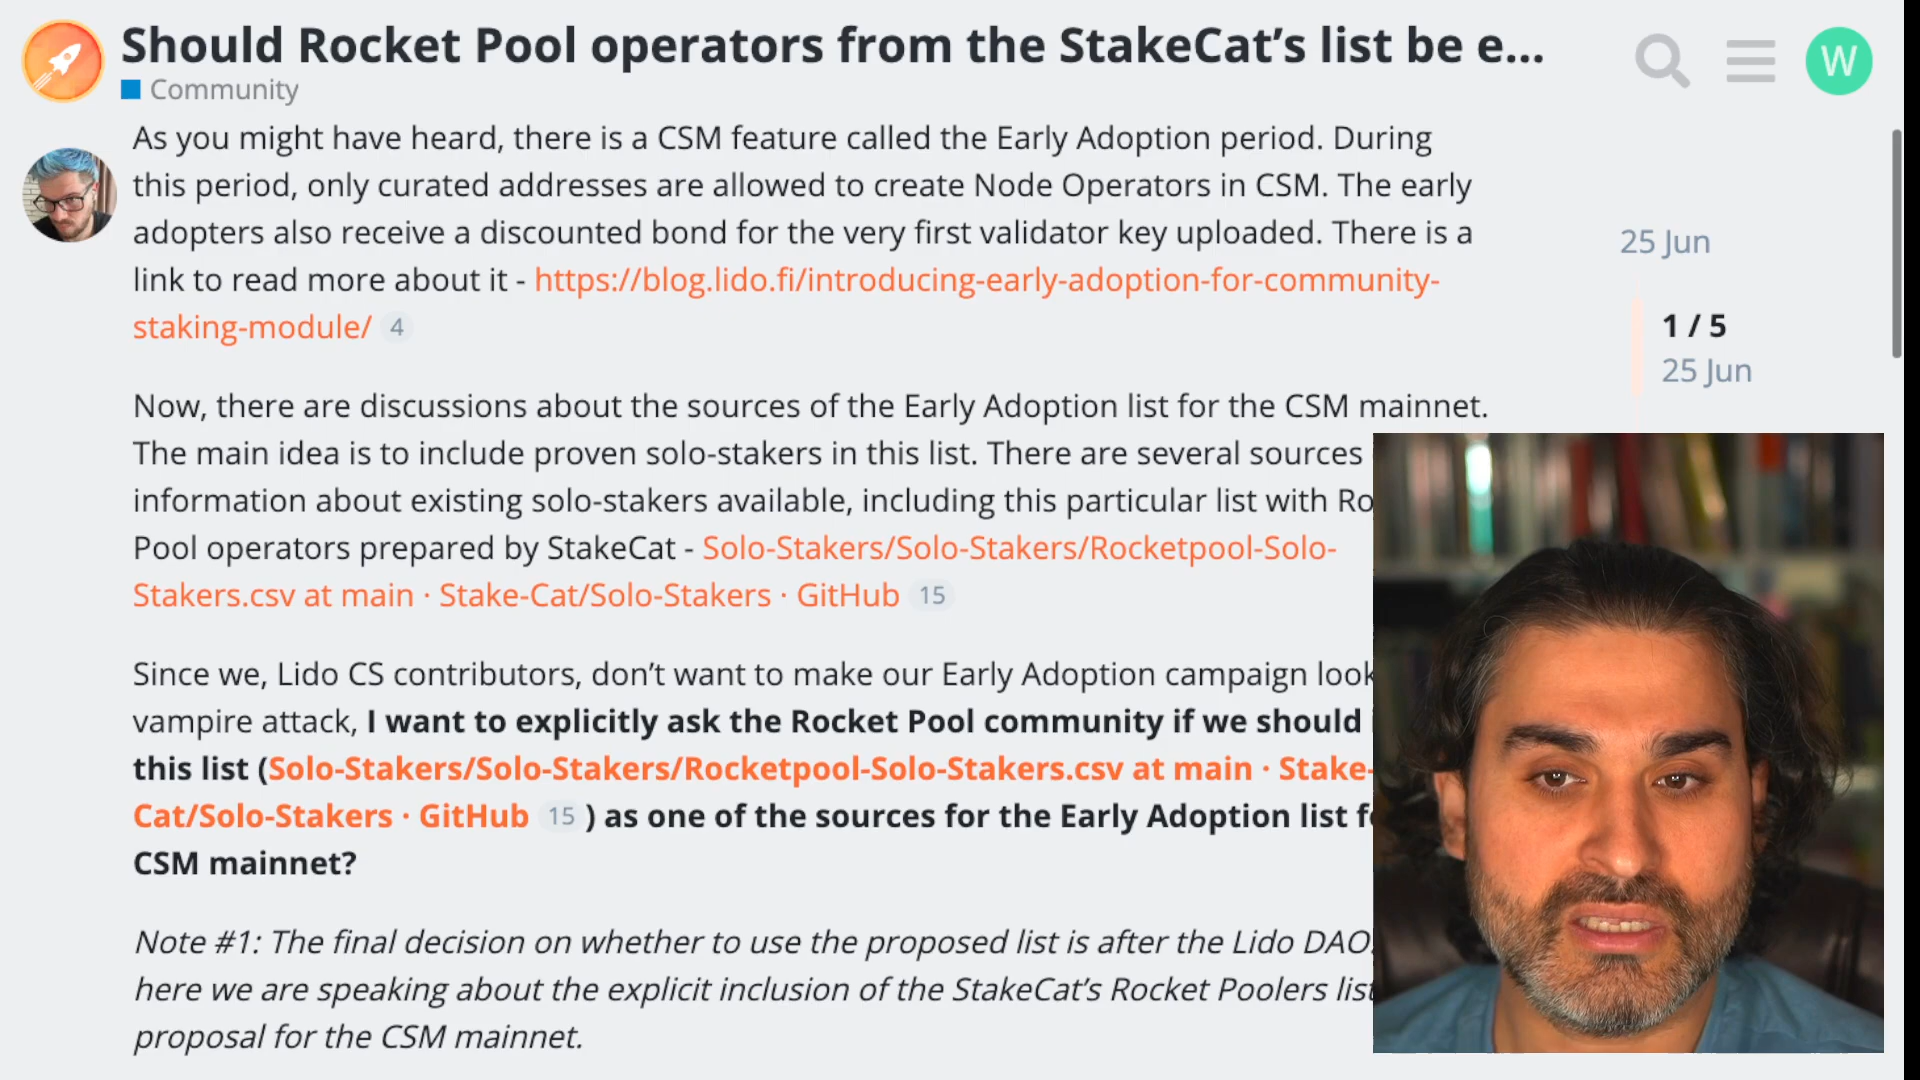 Should Rocket Pool operators from the StakeCat’s list be e...
Community
W
As you might have heard, there is a CSM feature called the Early Adoption period. During
this period, only curated addresses are allowed to create Node Operators in CSM. The early
adopters also receive a discounted bond for the very first validator key uploaded. There is a
link to read more about it - https://blog.lido.fi/introducing-early-adoption-for-community-
staking-module/ 4
25 Jun
1 / 5
25 Jun
Now, there are discussions about the sources of the Early Adoption list for the CSM mainnet.
The main idea is to include proven solo-stakers in this list. There are several sources
information about existing solo-stakers available, including this particular list with Ro
Pool operators prepared by StakeCat - Solo-Stakers/Solo-Stakers/Rocketpool-Solo-
Stakers.csv at main · Stake-Cat/Solo-Stakers · GitHub 15
Since we, Lido CS contributors, don’t want to make our Early Adoption campaign look
vampire attack, I want to explicitly ask the Rocket Pool community if we should
this list (Solo-Stakers/Solo-Stakers/Rocketpool-Solo-Stakers.csv at main · Stake-
Cat/Solo-Stakers · GitHub 15 ) as one of the sources for the Early Adoption list
CSM mainnet?
Note #1: The final decision on whether to use the proposed list is after the Lido DAO
here we are speaking about the explicit inclusion of the StakeCat’s Rocket Poolers list
proposal for the CSM mainnet.